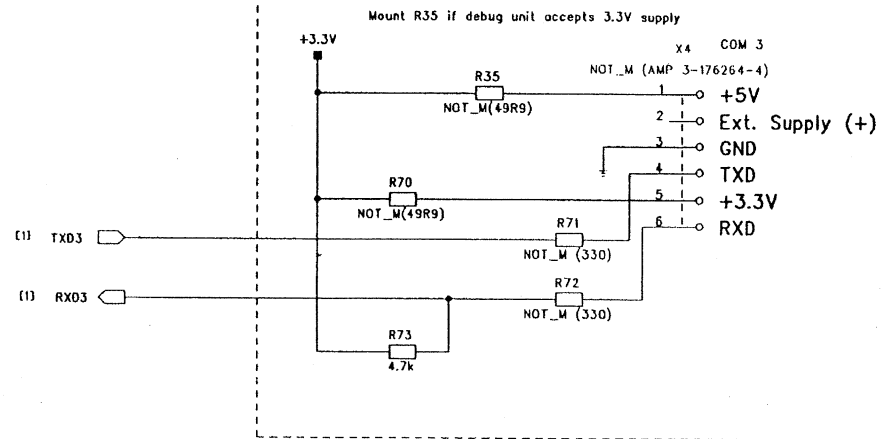 Mount R35 if debug unit accepts 3.3V supply
+3.3V
X4 COM 3
NOT_M (AMP 3-176264-4)
R35
NOT_M(49R9)
1 +5V
2 Ext. Supply (+)
3 GND
4 TXD
R70
NOT_M(49R9)
5 +3.3V
6 RXD
[1] TXD3
R71
NOT_M (330)
[1] RXD3
R72
NOT_M (330)
R73
4.7k